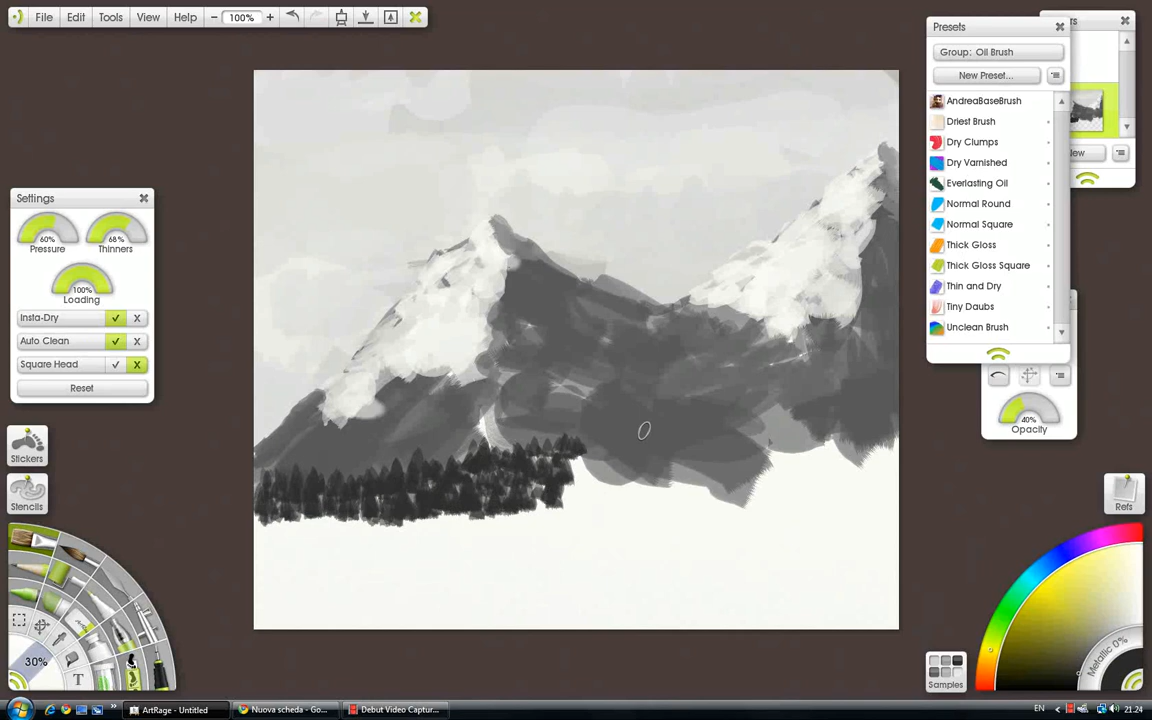 File Edit Tools View Help − 100% +
Presets
Group: Oil Brush
New Preset...
AndreaBaseBrush
Driest Brush
Dry Clumps
Dry Varnished
Everlasting Oil
Normal Round
Normal Square
Thick Gloss
Thick Gloss Square
Thin and Dry
Tiny Daubs
Unclean Brush
Settings
60% 68%
Pressure Thinners
100%
Loading
Insta-Dry
Auto Clean
Square Head
Reset
40%
Opacity
Stickers
Stencils
Refs
30%
T
Metallic 0%
Samples
ArtRage - Untitled
Nuova scheda - Go...
Debut Video Captur...
EN
21.24